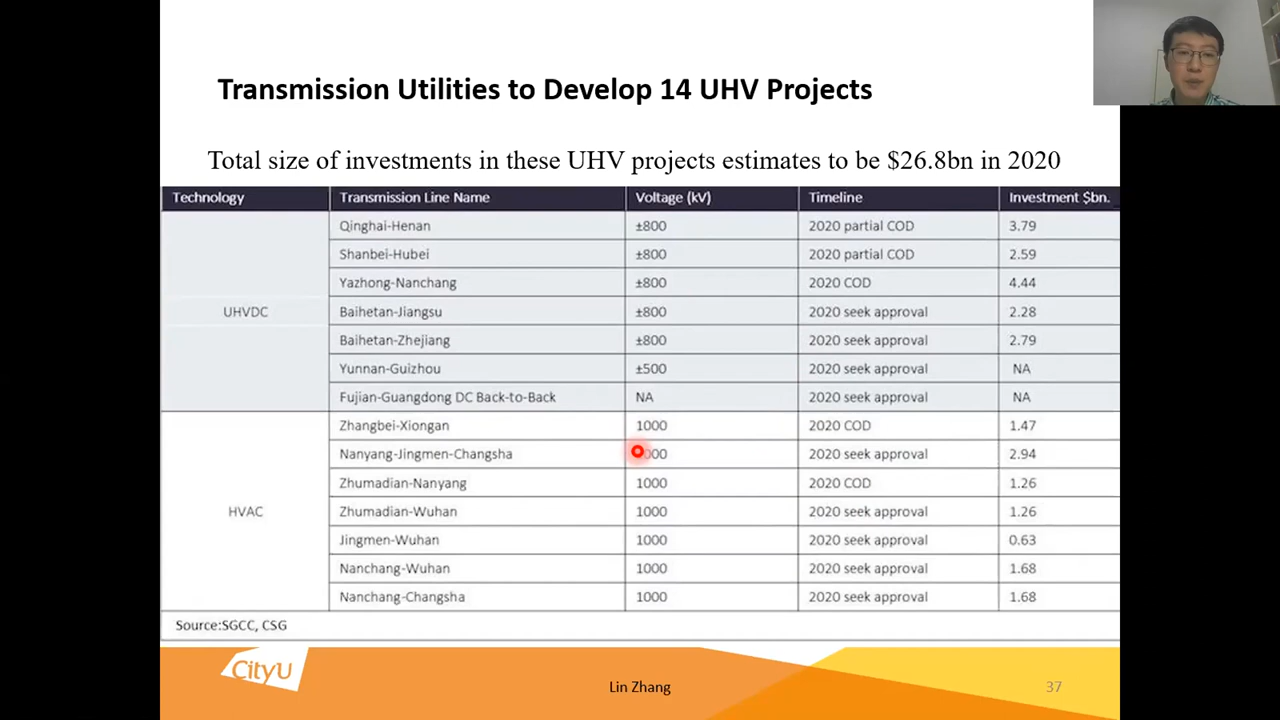 Transmission Utilities to Develop 14 UHV Projects
Total size of investments in these UHV projects estimates to be $26.8bn in 2020
Technology Transmission Line Name Voltage (kV) Timeline Investment $bn.
Qinghai-Henan ±800 2020 partial COD 3.79
Shanbei-Hubei ±800 2020 partial COD 2.59
Yazhong-Nanchang ±800 2020 COD 4.44
UHVDC Baihetan-Jiangsu ±800 2020 seek approval 2.28
Baihetan-Zhejiang ±800 2020 seek approval 2.79
Yunnan-Guizhou ±500 2020 seek approval NA
Fujian-Guangdong DC Back-to-Back NA 2020 seek approval NA
Zhangbei-Xiongan 1000 2020 COD 1.47
Nanyang-Jingmen-Changsha 2020 seek approval 2.94
Zhumadian-Nanyang 1000 2020 COD 1.26
HVAC Zhumadian-Wuhan 1000 2020 seek approval 1.26
Jingmen-Wuhan 1000 2020 seek approval 0.63
Nanchang-Wuhan 1000 2020 seek approval 1.68
Nanchang-Changsha 1000 2020 seek approval 1.68
Source:SGCC, CSG
CityU
Lin Zhang
37